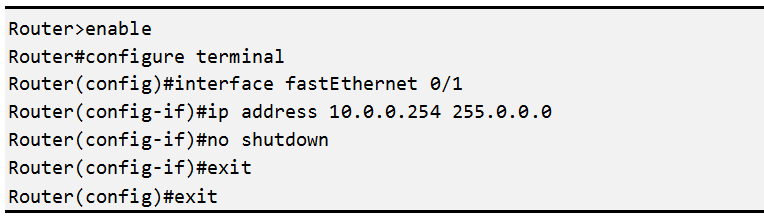 Router>enable
Router#configure terminal
Router(config)#interface fastEthernet 0/1
Router(config-if)#ip address 10.0.0.254 255.0.0.0
Router(config-if)#no shutdown
Router(config-if)#exit
Router(config)#exit